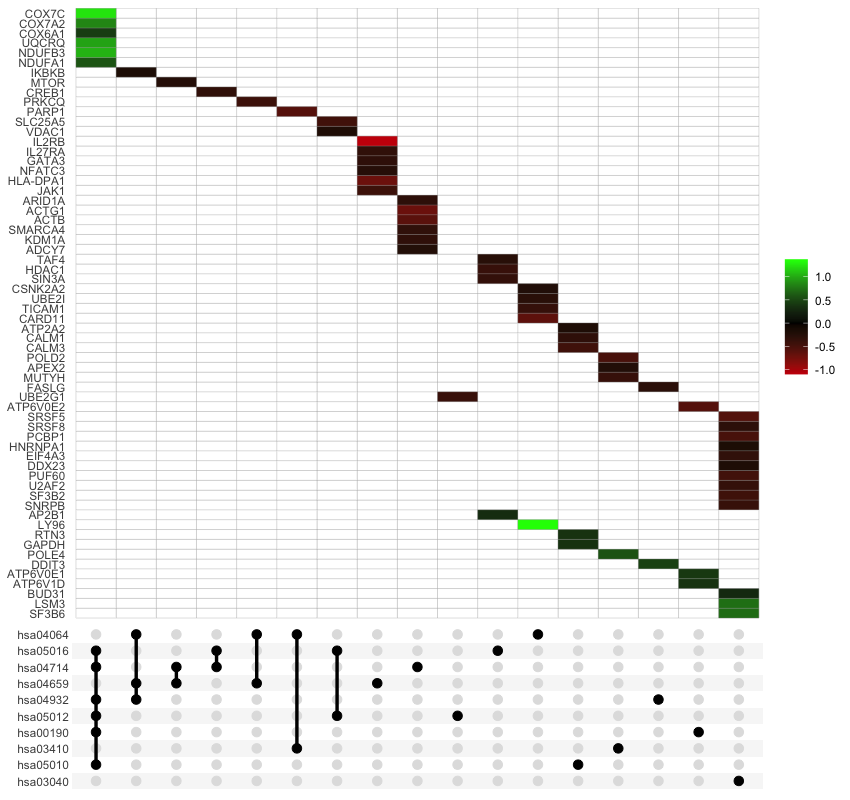 COX7C
COX7A2
COX6A1
UQCRQ
NDUFB3
NDUFA1
IKBKB
MTOR
CREB1
PRKCQ
PARP1
SLC25A5
VDAC1
IL2RB
IL27RA
GATA3
NFATC3
HLA-DPA1
JAK1
ARID1A
ACTG1
ACTB
SMARCA4
KDM1A
ADCY7
TAF4
HDAC1
SIN3A
CSNK2A2
UBE2I
TICAM1
CARD11
ATP2A2
CALM1
CALM3
POLD2
APEX2
MUTYH
FASLG
UBE2G1
ATP6V0E2
SRSF5
SRSF8
PCBP1
HNRNPA1
EIF4A3
DDX23
PUF60
U2AF2
SF3B2
SNRPB
AP2B1
LY96
RTN3
GAPDH
POLE4
DDIT3
ATP6V0E1
ATP6V1D
BUD31
LSM3
SF3B6
1.0
0.5
0.0
-0.5
-1.0
hsa04064
hsa05016
hsa04714
hsa04659
hsa04932
hsa05012
hsa00190
hsa03410
hsa05010
hsa03040